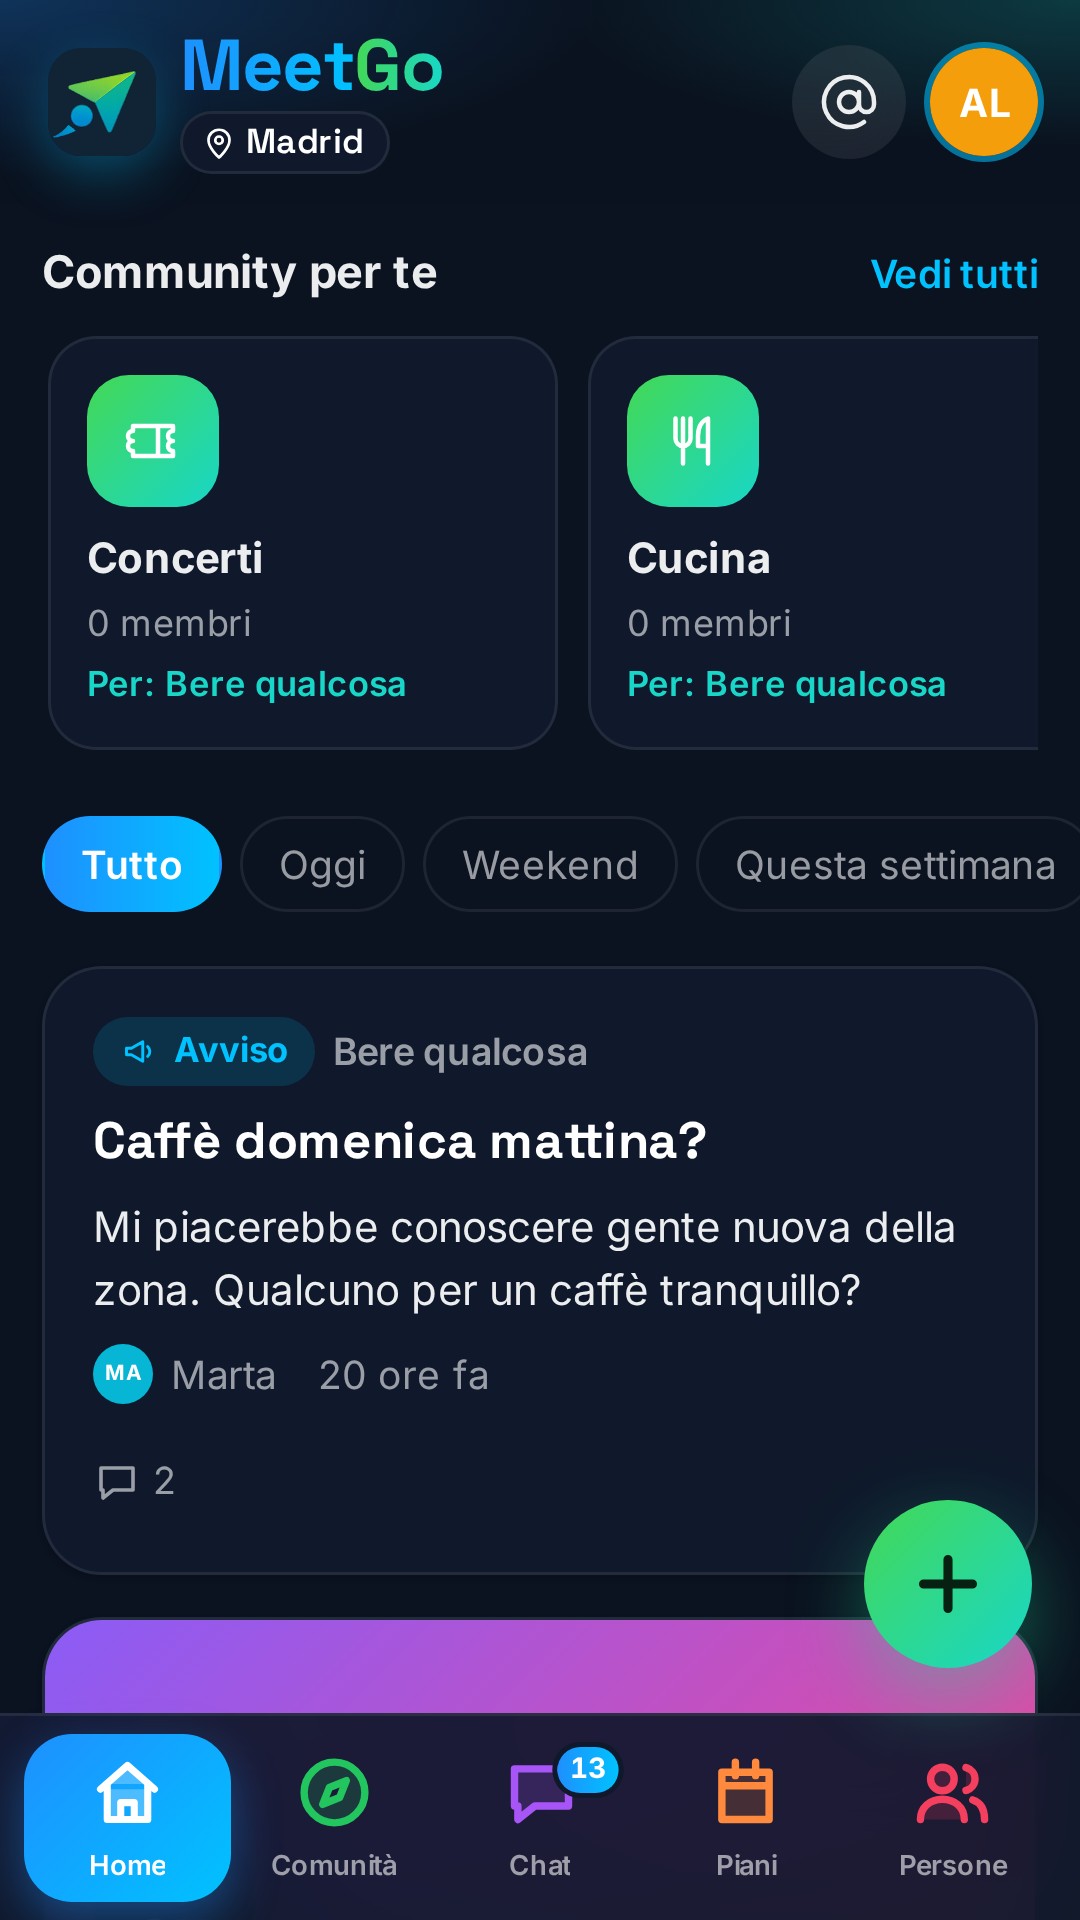 MeetGo
Madrid
@
AL
Community per te
Vedi tutti
Concerti
0 membri
Per: Bere qualcosa
Cucina
0 membri
Per: Bere qualcosa
Tutto
Oggi
Weekend
Questa settimana
Avviso
Bere qualcosa
Caffè domenica mattina?
Mi piacerebbe conoscere gente nuova della
zona. Qualcuno per un caffè tranquillo?
MA
Marta
20 ore fa
2
13
Home
Comunità
Chat
Piani
Persone